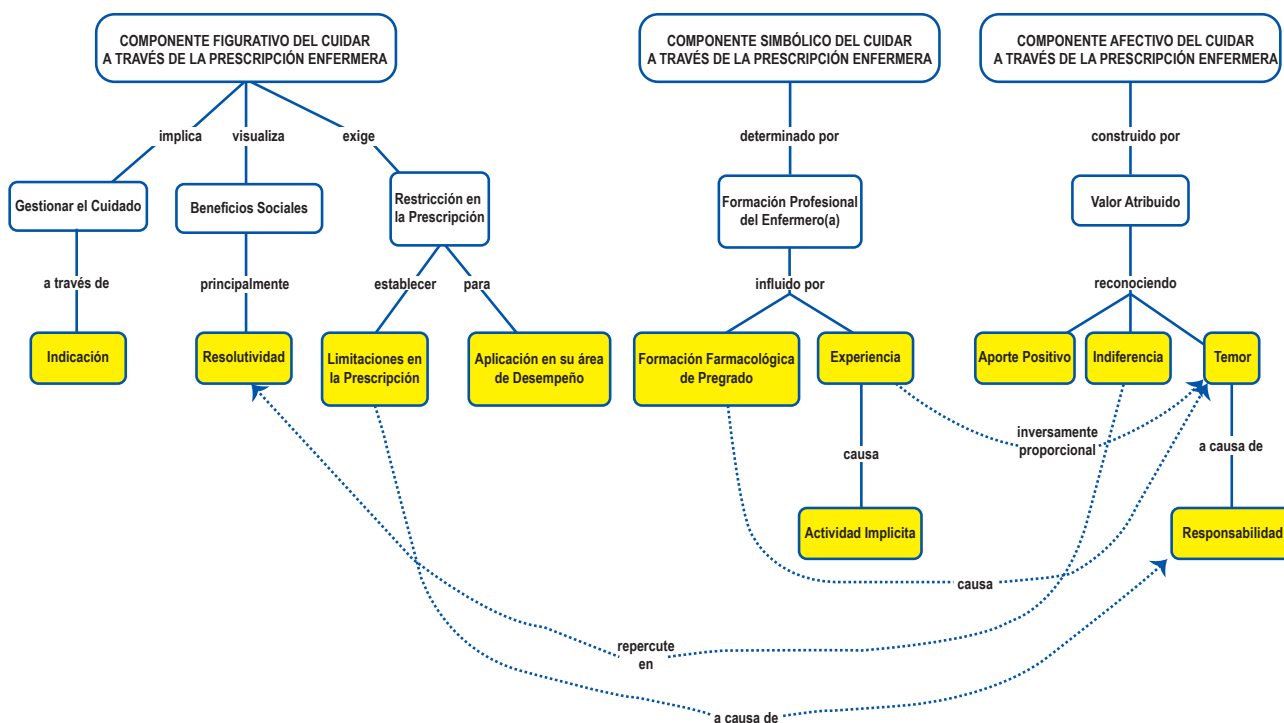 COMPONENTE FIGURATIVO DEL CUIDAR
A TRAVÉS DE LA PRESCRIPCIÓN ENFERMERA
COMPONENTE SIMBÓLICO DEL CUIDAR
A TRAVÉS DE LA PRESCRIPCIÓN ENFERMERA
COMPONENTE AFECTIVO DEL CUIDAR
A TRAVÉS DE LA PRESCRIPCIÓN ENFERMERA
implica
visualiza
exige
determinado por
construido por
Gestionar el Cuidado
Beneficios Sociales
Restricción en
la Prescripción
Formación Profesional
del Enfermero(a)
Valor Atribuido
a través de
principalmente
establecer
para
influido por
reconociendo
Indicación
Resolutividad
Limitaciones en
la Prescripción
Aplicación en su área
de Desempeño
Formación Farmacológica
de Pregrado
Experiencia
Aporte Positivo
Indiferencia
Temor
causa
inversamente
proporcional
a causa de
Actividad Implicita
Responsabilidad
causa
repercute
en
a causa de